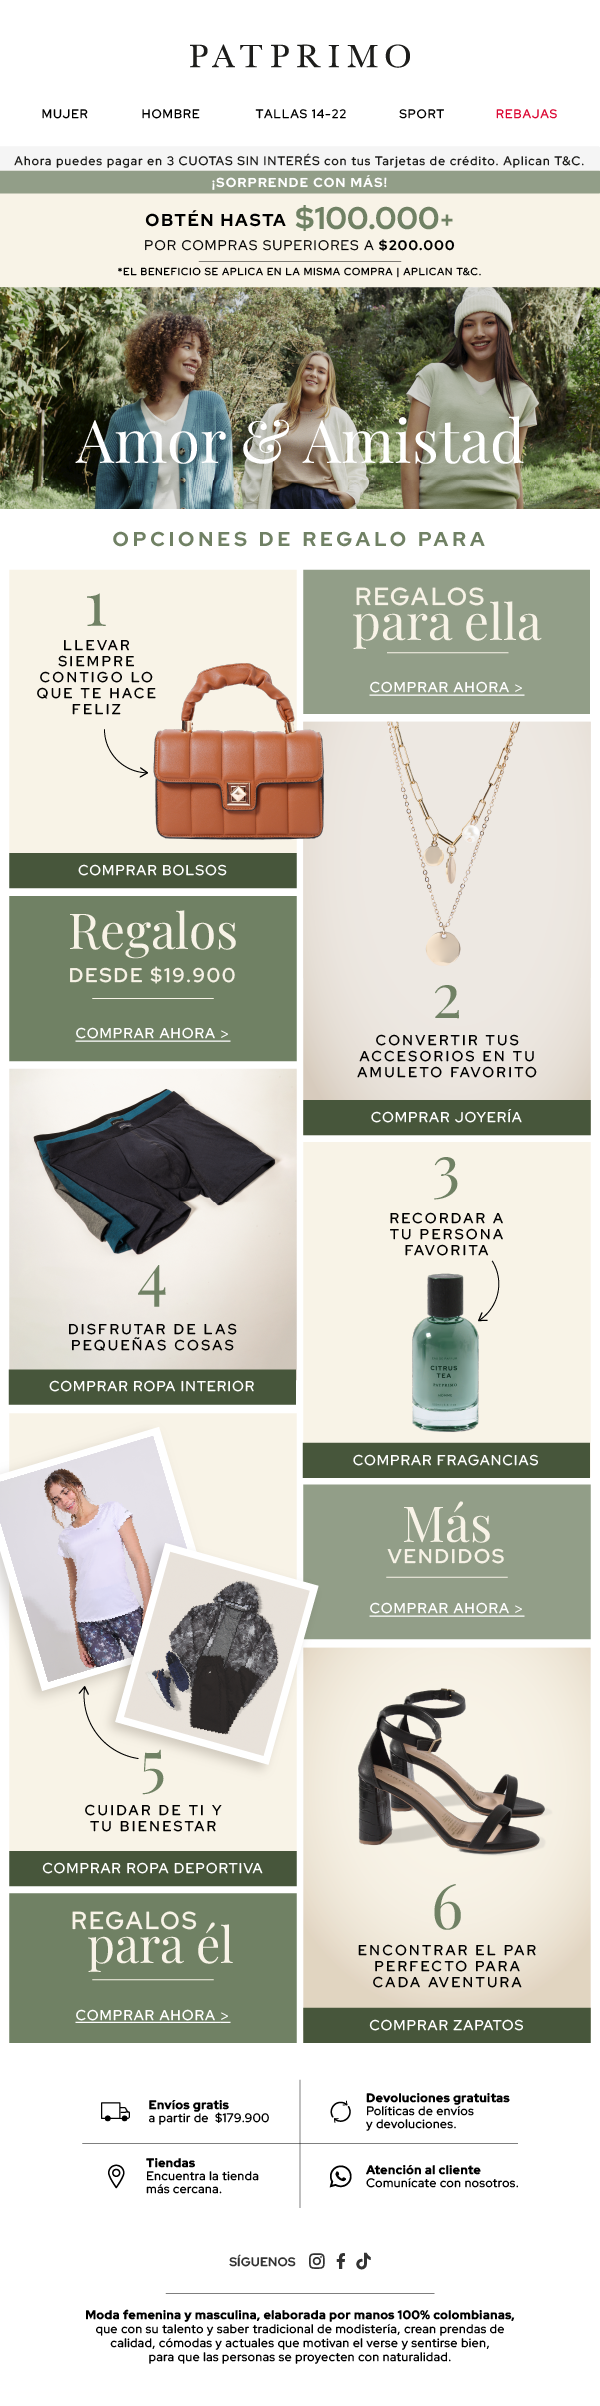 PATPRIMO
MUJER HOMBRE TALLAS 14-22 SPORT REBAJAS
Ahora puedes pagar en 3 CUOTAS SIN INTERÉS con tus Tarjetas de crédito. Aplican T&C.
¡SORPRENDE CON MÁS!
OBTÉN HASTA $100.000+
POR COMPRAS SUPERIORES A $200.000
*EL BENEFICIO SE APLICA EN LA MISMA COMPRA | APLICAN T&C.
Amor & Amistad
OPCIONES DE REGALO PARA
1
LLEVAR
SIEMPRE
CONTIGO LO
QUE TE HACE
FELIZ
COMPRAR BOLSOS
REGALOS
para ella
COMPRAR AHORA >
Regalos
DESDE $19.900
COMPRAR AHORA >
2
CONVERTIR TUS
ACCESORIOS EN TU
AMULETO FAVORITO
COMPRAR JOYERÍA
3
RECORDAR A
TU PERSONA
FAVORITA
CITRUS
TEA
PATPRIMO
COMPRAR FRAGANCIAS
4
DISFRUTAR DE LAS
PEQUEÑAS COSAS
COMPRAR ROPA INTERIOR
Más
VENDIDOS
COMPRAR AHORA >
5
CUIDAR DE TI Y
TU BIENESTAR
COMPRAR ROPA DEPORTIVA
6
ENCONTRAR EL PAR
PERFECTO PARA
CADA AVENTURA
COMPRAR ZAPATOS
REGALOS
para él
COMPRAR AHORA >
Envíos gratis
a partir de $179.900
Devoluciones gratuitas
Políticas de envíos
y devoluciones.
Tiendas
Encuentra la tienda
más cercana.
Atención al cliente
Comunícate con nosotros.
SÍGUENOS
Moda femenina y masculina, elaborada por manos 100% colombianas,
que con su talento y saber tradicional de modistería, crean prendas de
calidad, cómodas y actuales que motivan el verse y sentirse bien,
para que las personas se proyecten con naturalidad.